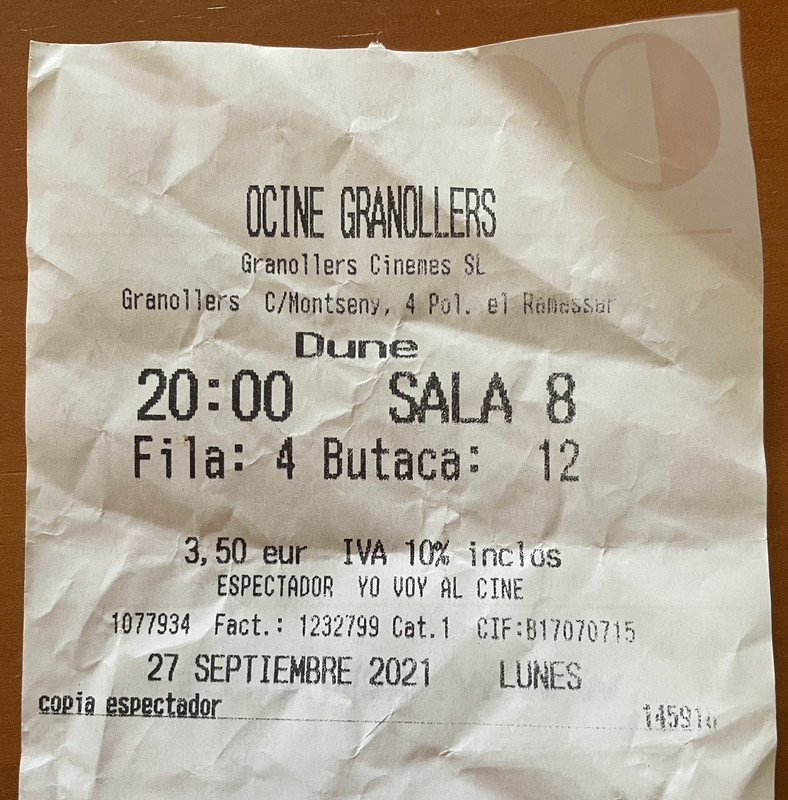 OCINE GRANOLLERS
Granollers Cinemes SL
Granollers C/Montseny, 4 Pol. el Ramassar
Dune
20:00 SALA 8
Fila: 4 Butaca: 12
3,50 eur IVA 10% inclos
ESPECTADOR YO VOY AL CINE
1077934 Fact.: 1232799 Cat.1 CIF:B17070715
27 SEPTIEMBRE 2021 LUNES
copia espectador